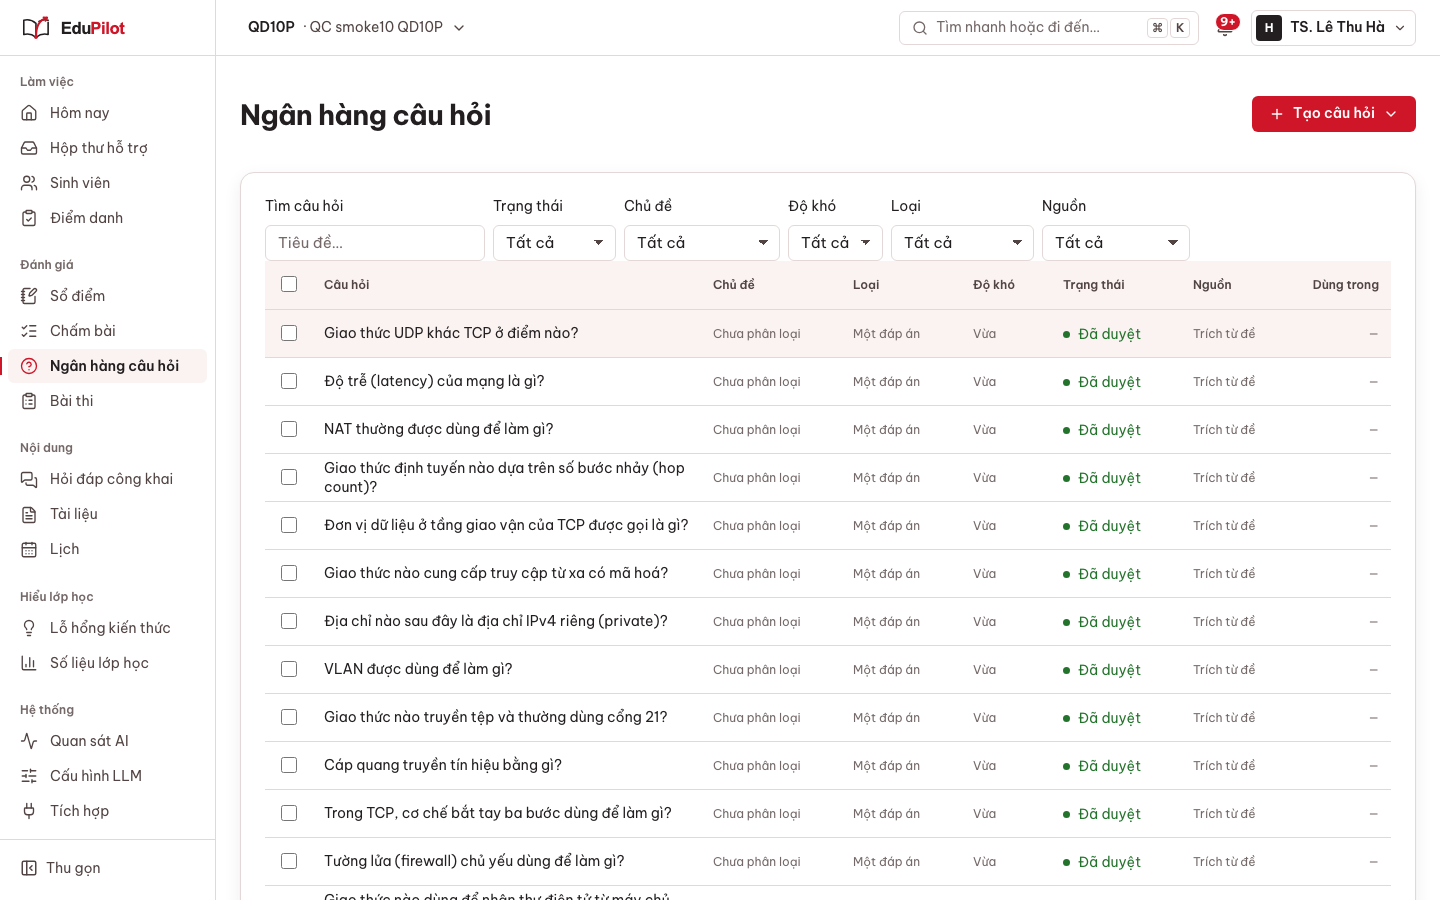 EduPilot
QD10P · QC smoke10 QD10P
Tìm nhanh hoặc đi đến...
⌘ K
9+
H TS. Lê Thu Hà
Làm việc
Hôm nay
Hộp thư hỗ trợ
Sinh viên
Điểm danh
Đánh giá
Sổ điểm
Chấm bài
Ngân hàng câu hỏi
Bài thi
Nội dung
Hỏi đáp công khai
Tài liệu
Lịch
Hiểu lớp học
Lỗ hổng kiến thức
Số liệu lớp học
Hệ thống
Quan sát AI
Cấu hình LLM
Tích hợp
Thu gọn
Ngân hàng câu hỏi
Tạo câu hỏi
Tìm câu hỏi Trạng thái Chủ đề Độ khó Loại Nguồn
Tiêu đề... Tất cả Tất cả Tất cả Tất cả Tất cả
Câu hỏi Chủ đề Loại Độ khó Trạng thái Nguồn Dùng trong
Giao thức UDP khác TCP ở điểm nào? Chưa phân loại Một đáp án Vừa Đã duyệt Trích từ đề –
Độ trễ (latency) của mạng là gì? Chưa phân loại Một đáp án Vừa Đã duyệt Trích từ đề –
NAT thường được dùng để làm gì? Chưa phân loại Một đáp án Vừa Đã duyệt Trích từ đề –
Giao thức định tuyến nào dựa trên số bước nhảy (hop
count)? Chưa phân loại Một đáp án Vừa Đã duyệt Trích từ đề –
Đơn vị dữ liệu ở tầng giao vận của TCP được gọi là gì? Chưa phân loại Một đáp án Vừa Đã duyệt Trích từ đề –
Giao thức nào cung cấp truy cập từ xa có mã hoá? Chưa phân loại Một đáp án Vừa Đã duyệt Trích từ đề –
Địa chỉ nào sau đây là địa chỉ IPv4 riêng (private)? Chưa phân loại Một đáp án Vừa Đã duyệt Trích từ đề –
VLAN được dùng để làm gì? Chưa phân loại Một đáp án Vừa Đã duyệt Trích từ đề –
Giao thức nào truyền tệp và thường dùng cổng 21? Chưa phân loại Một đáp án Vừa Đã duyệt Trích từ đề –
Cáp quang truyền tín hiệu bằng gì? Chưa phân loại Một đáp án Vừa Đã duyệt Trích từ đề –
Trong TCP, cơ chế bắt tay ba bước dùng để làm gì? Chưa phân loại Một đáp án Vừa Đã duyệt Trích từ đề –
Tường lửa (firewall) chủ yếu dùng để làm gì? Chưa phân loại Một đáp án Vừa Đã duyệt Trích từ đề –
Giao thức nào dùng để nhận thư điện tử từ máy chủ